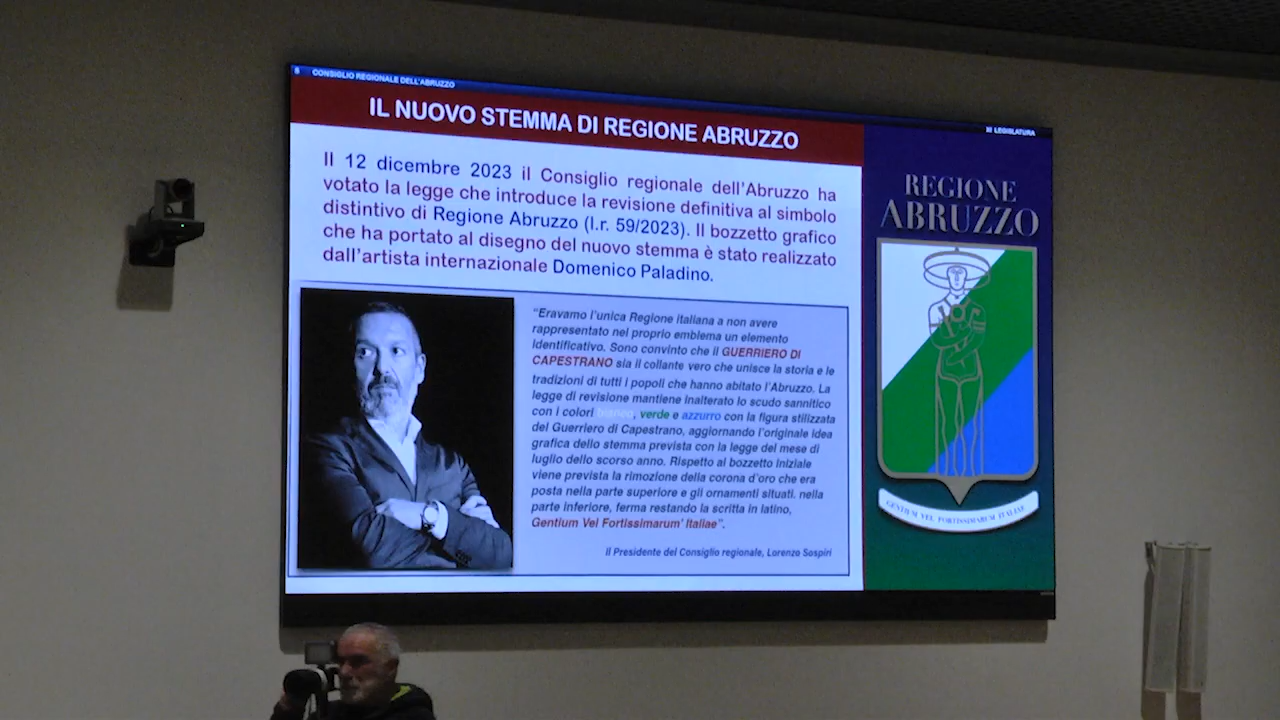 8 CONSIGLIO REGIONALE DELL'ABRUZZO
XI LEGISLATURA
IL NUOVO STEMMA DI REGIONE ABRUZZO
Il 12 dicembre 2023 il Consiglio regionale dell'Abruzzo ha
votato la legge che introduce la revisione definitiva al simbolo
distintivo di Regione Abruzzo (l.r. 59/2023). Il bozzetto grafico
che ha portato al disegno del nuovo stemma è stato realizzato
dall'artista internazionale Domenico Paladino.
“Eravamo l'unica Regione italiana a non avere
rappresentato nel proprio emblema un elemento
identificativo. Sono convinto che il GUERRIERO DI
CAPESTRANO sia il collante vero che unisce la storia e le
tradizioni di tutti i popoli che hanno abitato l'Abruzzo. La
legge di revisione mantiene inalterato lo scudo sannitico
con i colori bianco, verde e azzurro con la figura stilizzata
del Guerriero di Capestrano, aggiornando l'originale idea
grafica dello stemma prevista con la legge del mese di
luglio dello scorso anno. Rispetto al bozzetto iniziale
viene prevista la rimozione della corona d'oro che era
posta nella parte superiore e gli ornamenti situati. nella
parte inferiore, ferma restando la scritta in latino,
Gentium Vel Fortissimarum' Italiae”.
Il Presidente del Consiglio regionale, Lorenzo Sospiri
REGIONE
ABRUZZO
GENTIUM VEL FORTISSIMARUM ITALIAE